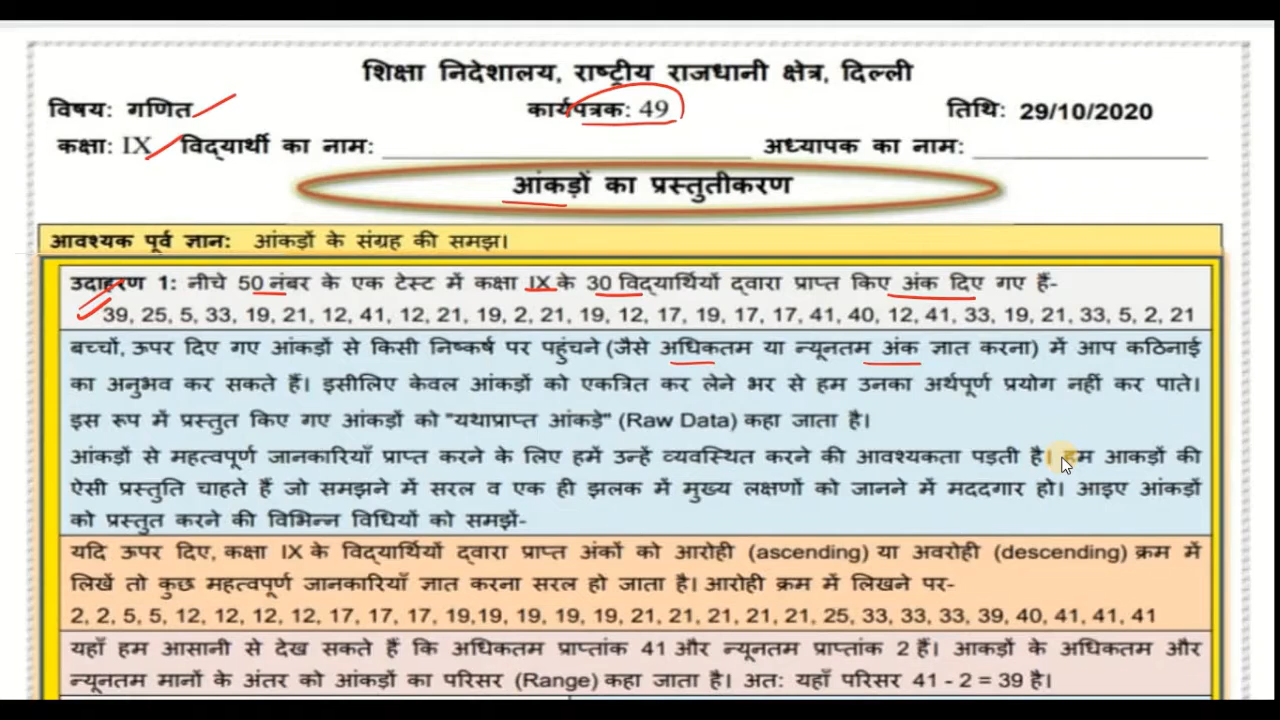 शिक्षा निदेशालय, राष्ट्रीय राजधानी क्षेत्र, दिल्ली
विषय: गणित कार्यपत्रक: 49 तिथि: 29/10/2020
कक्षा: IX विद्यार्थी का नाम: ____________ अध्यापक का नाम: ____________
आंकड़ों का प्रस्तुतीकरण
आवश्यक पूर्व ज्ञान: आंकड़ों के संग्रह की समझ।
उदाहरण 1: नीचे 50 नंबर के एक टेस्ट में कक्षा IX के 30 विद्यार्थियों द्वारा प्राप्त किए अंक दिए गए हैं-
39, 25, 5, 33, 19, 21, 12, 41, 12, 21, 19, 2, 21, 19, 12, 17, 19, 17, 17, 41, 40, 12, 41, 33, 19, 21, 33, 5, 2, 21
बच्चों, ऊपर दिए गए आंकड़ों से किसी निष्कर्ष पर पहुंचने (जैसे अधिकतम या न्यूनतम अंक ज्ञात करना) में आप कठिनाई
का अनुभव कर सकते हैं। इसीलिए केवल आंकड़ों को एकत्रित कर लेने भर से हम उनका अर्थपूर्ण प्रयोग नहीं कर पाते।
इस रूप में प्रस्तुत किए गए आंकड़ों को "यथाप्राप्त आंकड़े" (Raw Data) कहा जाता है।
आंकड़ों से महत्वपूर्ण जानकारियाँ प्राप्त करने के लिए हमें उन्हें व्यवस्थित करने की आवश्यकता पड़ती है। हम आकड़ों की
ऐसी प्रस्तुति चाहते हैं जो समझने में सरल व एक ही झलक में मुख्य लक्षणों को जानने में मददगार हो। आइए आंकड़ों
को प्रस्तुत करने की विभिन्न विधियों को समझें-
यदि ऊपर दिए, कक्षा IX के विद्यार्थियों द्वारा प्राप्त अंकों को आरोही (ascending) या अवरोही (descending) क्रम में
लिखें तो कुछ महत्वपूर्ण जानकारियाँ ज्ञात करना सरल हो जाता है। आरोही क्रम में लिखने पर-
2, 2, 5, 5, 12, 12, 12, 12, 17, 17, 17, 19,19, 19, 19, 19, 21, 21, 21, 21, 21, 25, 33, 33, 33, 39, 40, 41, 41, 41
यहाँ हम आसानी से देख सकते हैं कि अधिकतम प्राप्तांक 41 और न्यूनतम प्राप्तांक 2 हैं। आकड़ों के अधिकतम और
न्यूनतम मानों के अंतर को आंकड़ों का परिसर (Range) कहा जाता है। अत: यहाँ परिसर 41 - 2 = 39 है।